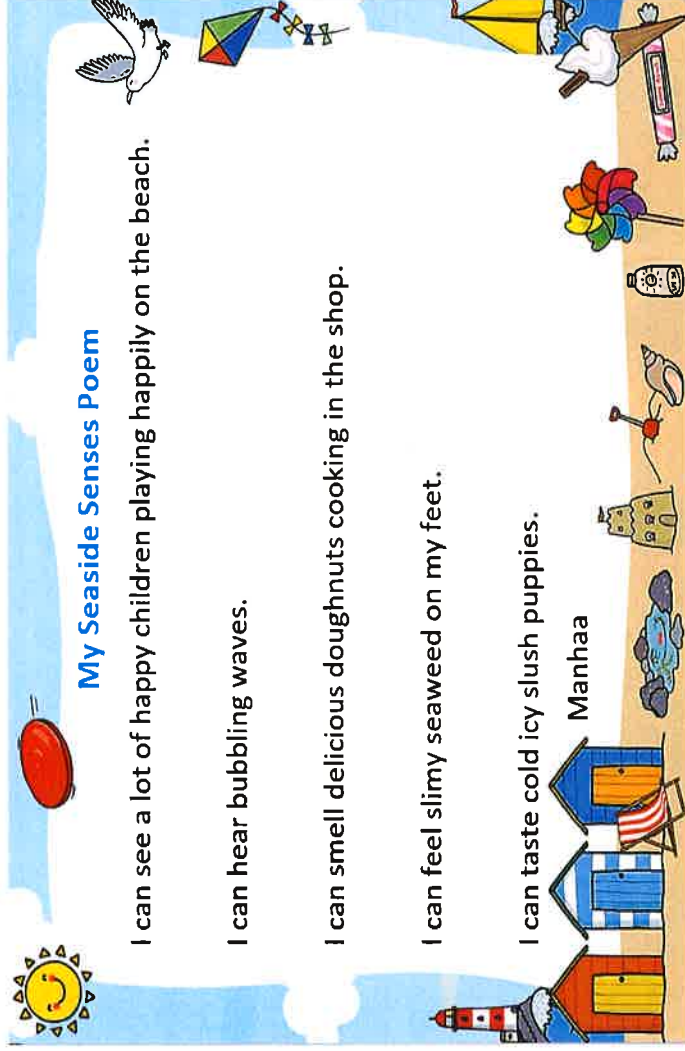 My Seaside Senses Poem
I can see a lot of happy children playing happily on the beach.
I can hear bubbling waves.
I can smell delicious doughnuts cooking in the shop.
I can feel slimy seaweed on my feet.
I can taste cold icy slush puppies.
Manhaa